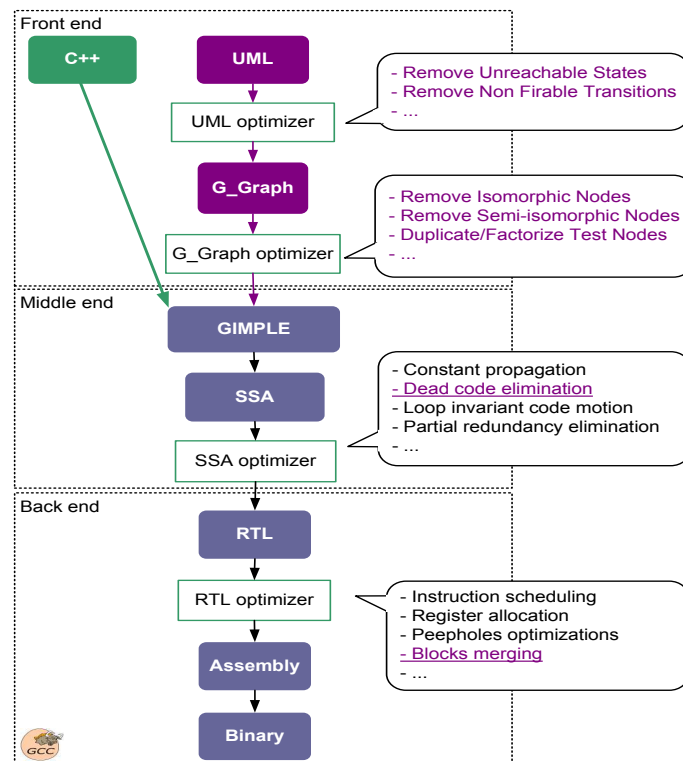 Front end
C++
UML
- Remove Unreachable States
- Remove Non Firable Transitions
- ...
UML optimizer
G_Graph
- Remove Isomorphic Nodes
- Remove Semi-isomorphic Nodes
- Duplicate/Factorize Test Nodes
- ...
G_Graph optimizer
Middle end
GIMPLE
- Constant propagation
- Dead code elimination
- Loop invariant code motion
- Partial redundancy elimination
- ...
SSA
SSA optimizer
Back end
RTL
- Instruction scheduling
- Register allocation
- Peepholes optimizations
- Blocks merging
- ...
RTL optimizer
Assembly
Binary
GCC